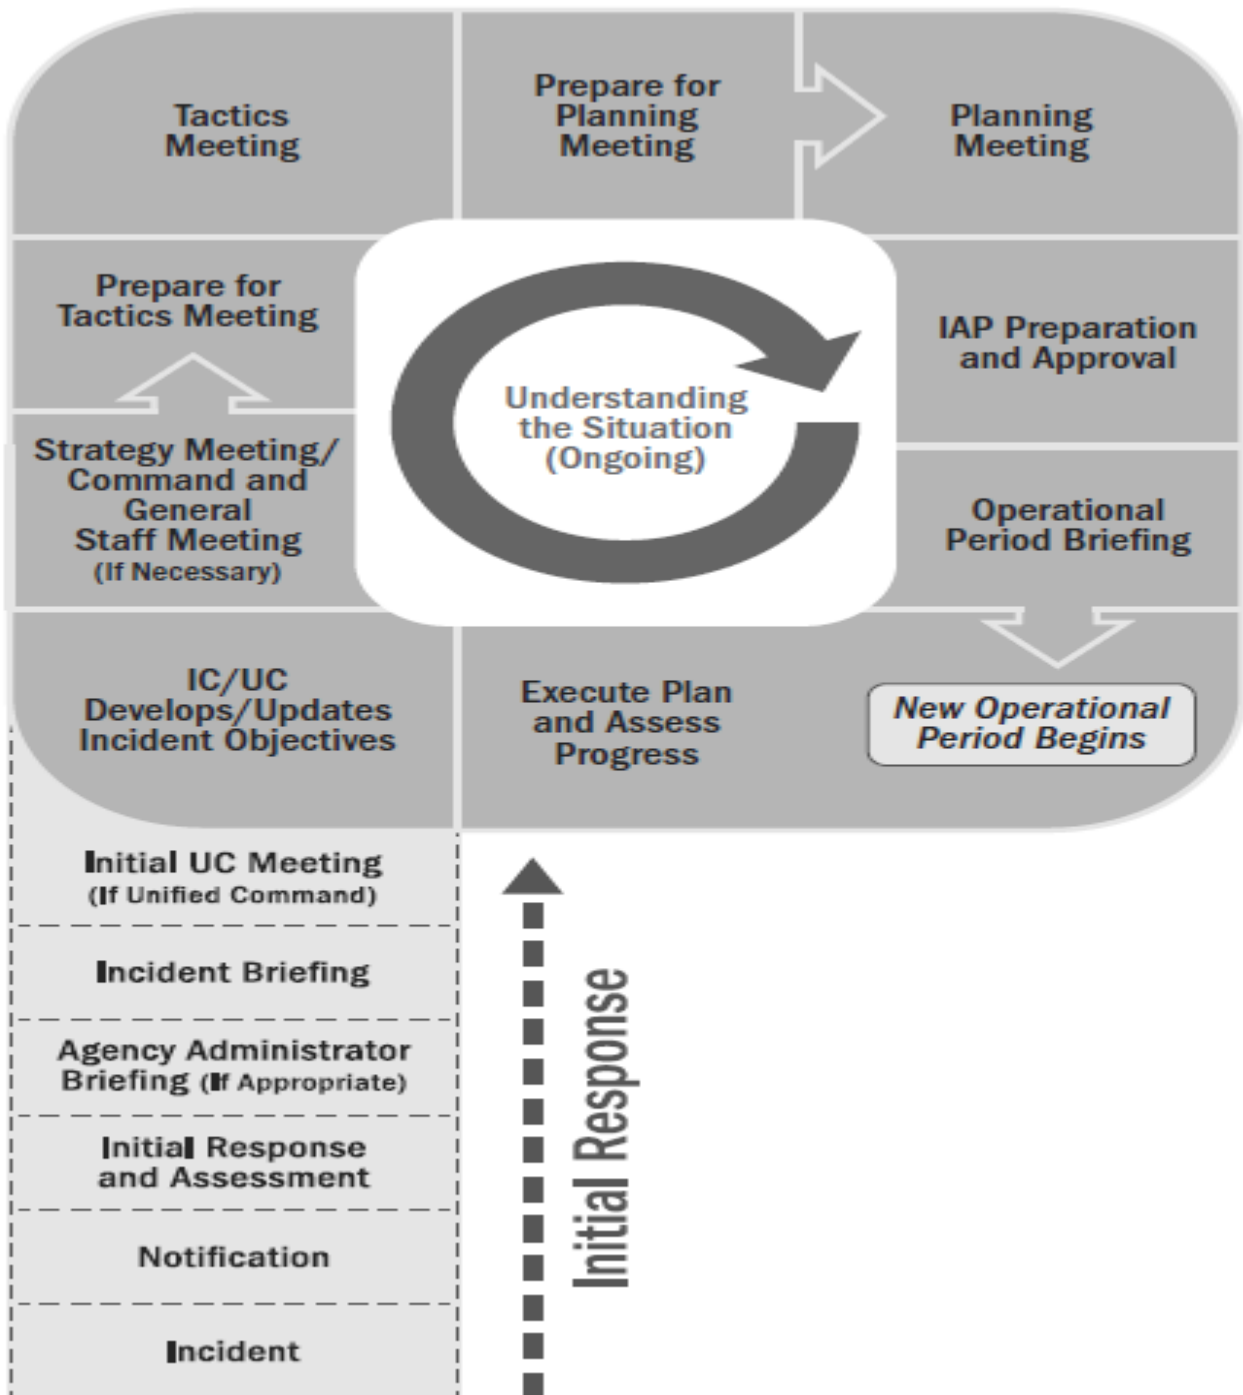 Tactics
Meeting
Prepare for
Planning
Meeting
Planning
Meeting
Prepare for
Tactics Meeting
IAP Preparation
and Approval
Understanding
the Situation
(Ongoing)
Strategy Meeting/
Command and
General
Staff Meeting
(If Necessary)
Operational
Period Briefing
IC/UC
Develops/Updates
Incident Objectives
Execute Plan
and Assess
Progress
New Operational
Period Begins
Initial UC Meeting
(If Unified Command)
Incident Briefing
Agency Administrator
Briefing (If Appropriate)
Initial Response
and Assessment
Notification
Incident
Initial Response